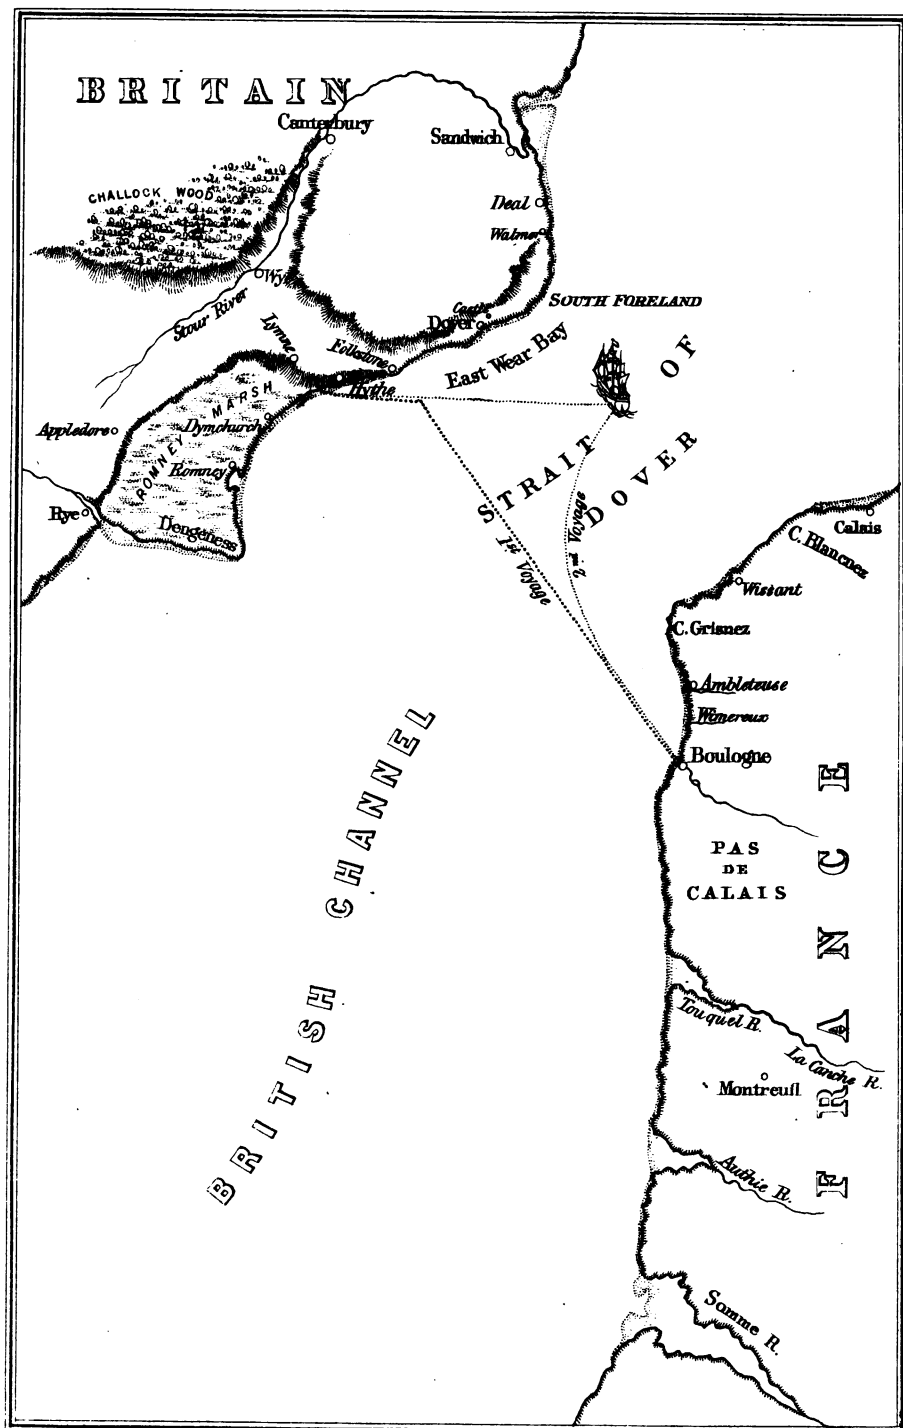 BRITAIN
Canterbury
Sandwich
CHALLOCK WOOD
Deal
Walmer
Wye
Stour River
SOUTH FORELAND
Castle
Dover
Lymne
Folkstone
East Wear Bay
Hythe
STRAIT OF
DOVER
ROMNEY MARSH
Dymchurch
Appledore
Romney
Rye
Dengeness
1st Voyage
2nd Voyage
Calais
C. Blancnez
Wissant
C. Grisnez
Ambleteuse
Wimereux
Boulogne
BRITISH CHANNEL
PAS
DE
CALAIS
FRANCE
Touquel R.
La Canche R.
Montreuil
Authie R.
Somme R.